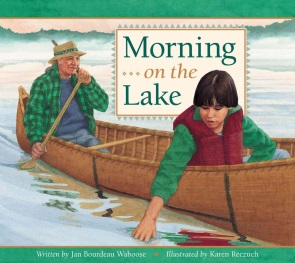 Morning
on the
Lake
Written by Jan Bourdeau Waboose • Illustrated by Karen Reczuch